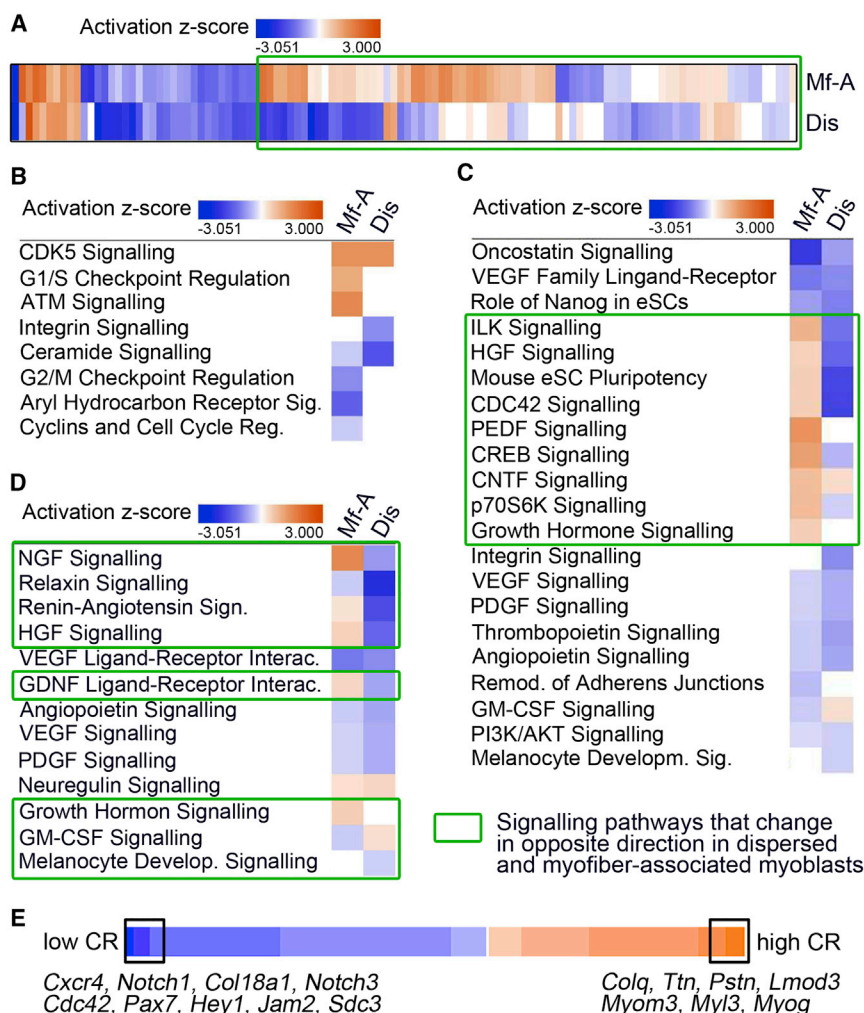 A
Activation z-score
-3.051 3.000
Mf-A
Dis
B
Activation z-score
-3.051 3.000
Mf-A
Dis
CDK5 Signalling
G1/S Checkpoint Regulation
ATM Signalling
Integrin Signalling
Ceramide Signalling
G2/M Checkpoint Regulation
Aryl Hydrocarbon Receptor Sig.
Cyclins and Cell Cycle Reg.
C
Activation z-score
-3.051 3.000
Mf-A
Dis
Oncostatin Signalling
VEGF Family Lingand-Receptor
Role of Nanog in eSCs
ILK Signalling
HGF Signalling
Mouse eSC Pluripotency
CDC42 Signalling
PEDF Signalling
CREB Signalling
CNTF Signalling
p70S6K Signalling
Growth Hormone Signalling
Integrin Signalling
VEGF Signalling
PDGF Signalling
Thrombopoietin Signalling
Angiopoietin Signalling
Remod. of Adherens Junctions
GM-CSF Signalling
PI3K/AKT Signalling
Melanocyte Developm. Sig.
D
Activation z-score
-3.051 3.000
Mf-A
Dis
NGF Signalling
Relaxin Signalling
Renin-Angiotensin Sign.
HGF Signalling
VEGF Ligand-Receptor Interac.
GDNF Ligand-Receptor Interac.
Angiopoietin Signalling
VEGF Signalling
PDGF Signalling
Neuregulin Signalling
Growth Hormon Signalling
GM-CSF Signalling
Melanocyte Develop. Signalling
Signalling pathways that change
in opposite direction in dispersed
and myofiber-associated myoblasts
E
low CR
high CR
Cxcr4, Notch1, Col18a1, Notch3
Cdc42, Pax7, Hey1, Jam2, Sdc3
Colq, Ttn, Pstn, Lmod3
Myom3, Myl3, Myog